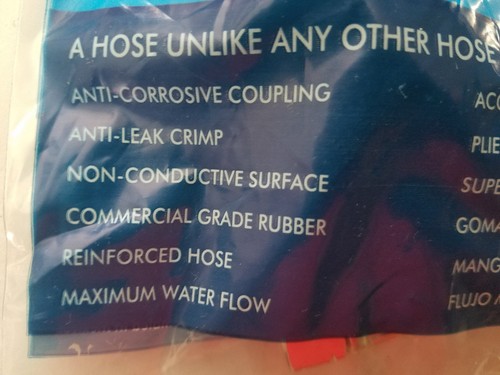 A HOSE UNLIKE ANY OTHER HOSE
ANTI-CORROSIVE COUPLING
ANTI-LEAK CRIMP
NON-CONDUCTIVE SURFACE
COMMERCIAL GRADE RUBBER
REINFORCED HOSE
MAXIMUM WATER FLOW
FLUJO